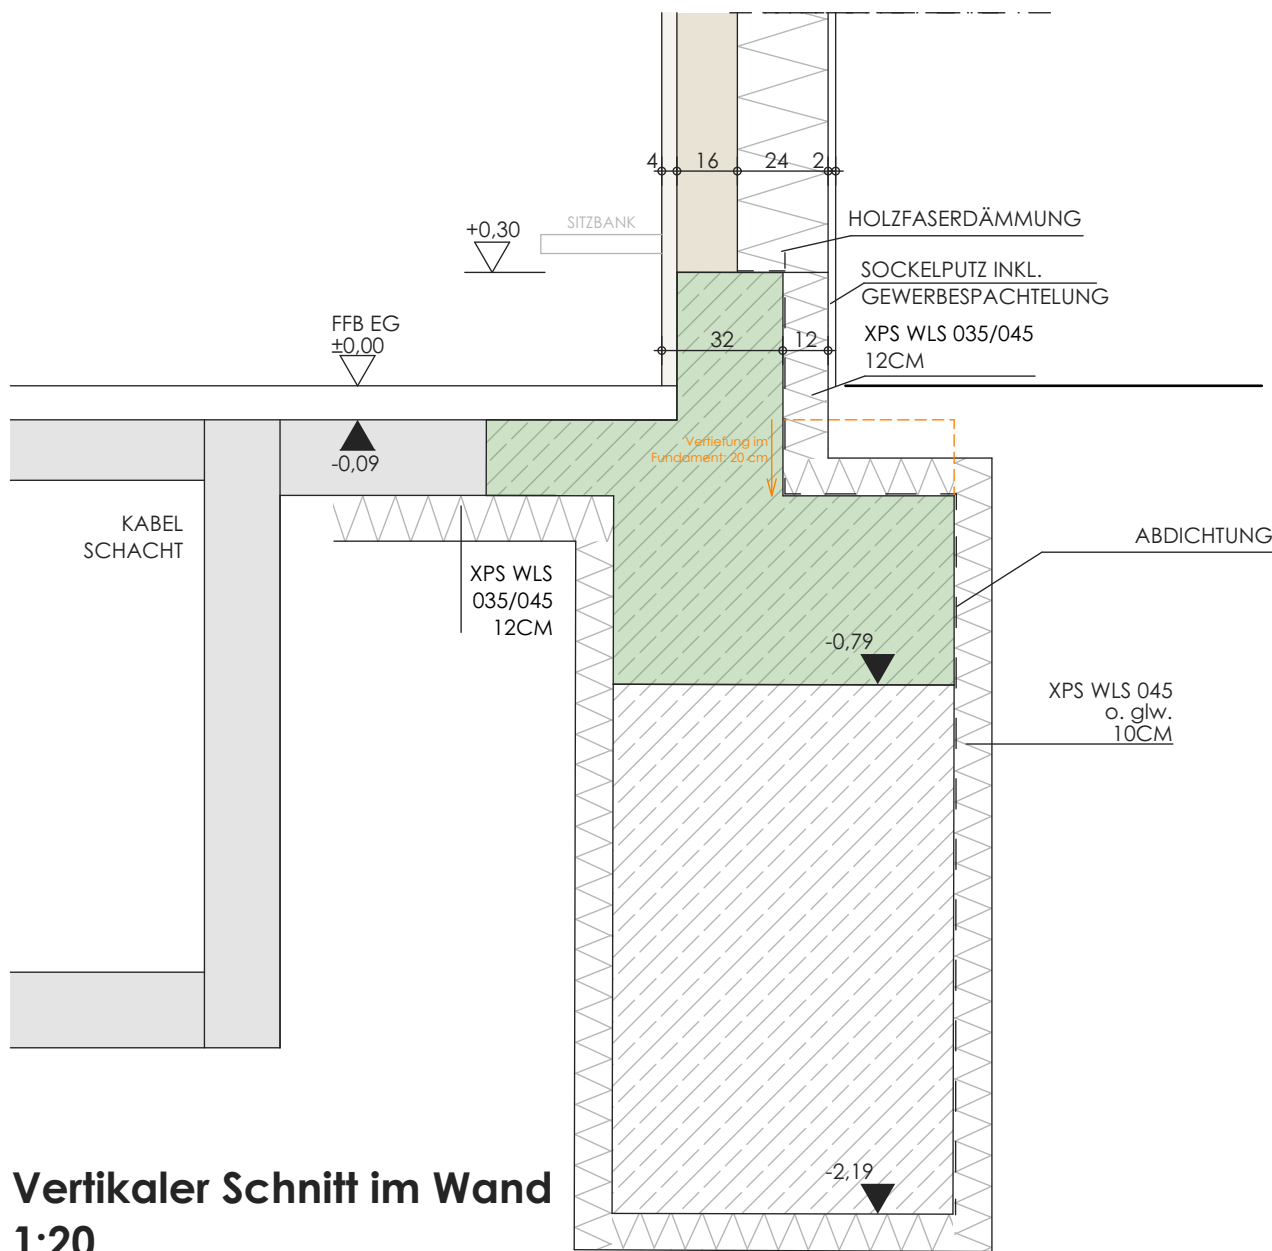 4 16 24 2
HOLZFASERDÄMMUNG
+0,30
SITZBANK
SOCKELPUTZ INKL.
GEWERBESPACHTELUNG
FFB EG
±0,00
32 12
XPS WLS 035/045
12CM
Vertiefung im
Fundament: 20 cm
-0,09
KABEL
SCHACHT
ABDICHTUNG
XPS WLS
035/045
12CM
-0,79
XPS WLS 045
o. glw.
10CM
-2,19
Vertikaler Schnitt im Wand
1:20